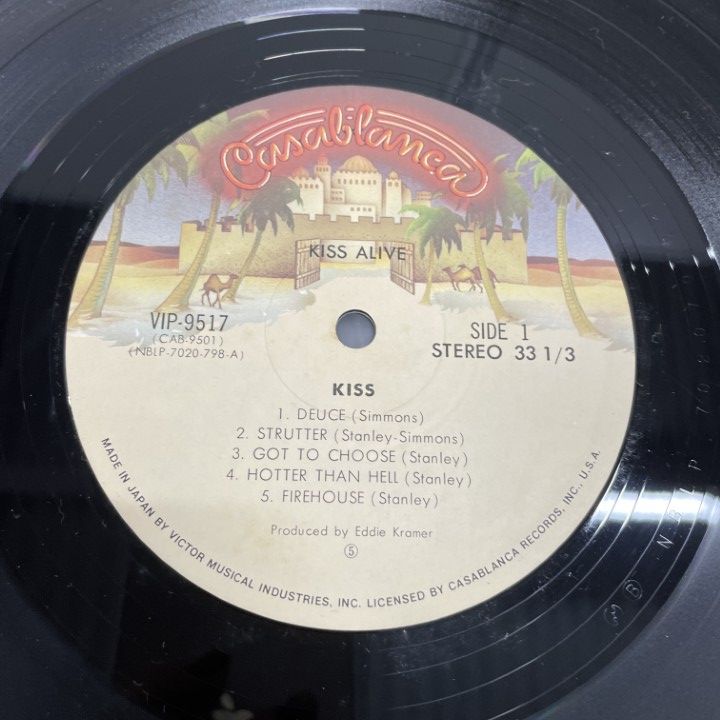 Casablanca
KISS ALIVE
VIP-9517
(CAB-9501)
(NBLP-7020-798-A)
SIDE 1
STEREO 33 1/3
KISS
1. DEUCE (Simmons)
2. STRUTTER (Stanley-Simmons)
3. GOT TO CHOOSE (Stanley)
4. HOTTER THAN HELL (Stanley)
5. FIREHOUSE (Stanley)
Produced by Eddie Kramer
⑤
MADE IN JAPAN BY VICTOR MUSICAL INDUSTRIES, INC. LICENSED BY CASABLANCA RECORDS, INC., U.S.A.